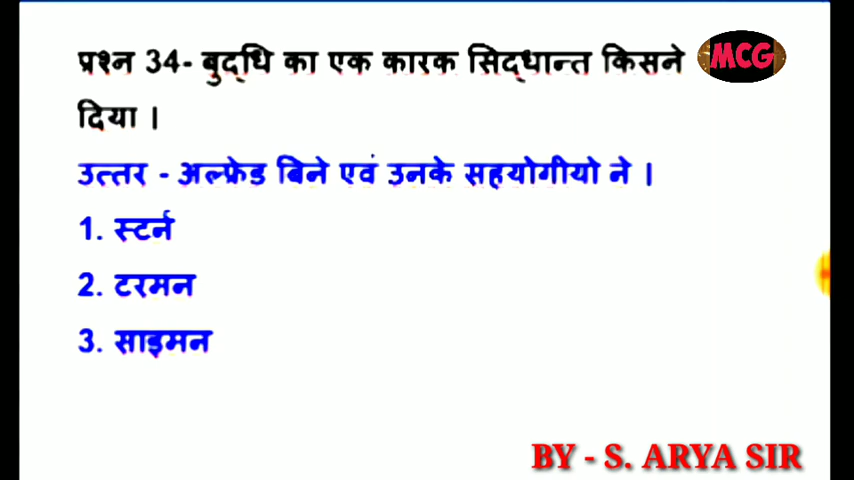 प्रश्न 34- बुद्धि का एक कारक सिद्धान्त किसने
MCG
दिया ।
उत्तर - अल्फ्रेड बिने एवं उनके सहयोगीयो ने ।
1. स्टर्न
2. टरमन
3. साइमन
BY - S. ARYA SIR